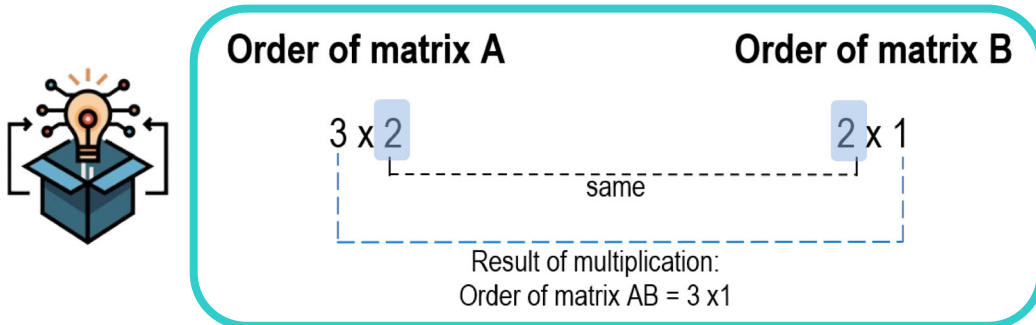 Order of matrix A Order of matrix B
3 x 2 2 x 1
same
Result of multiplication:
Order of matrix AB = 3 x1